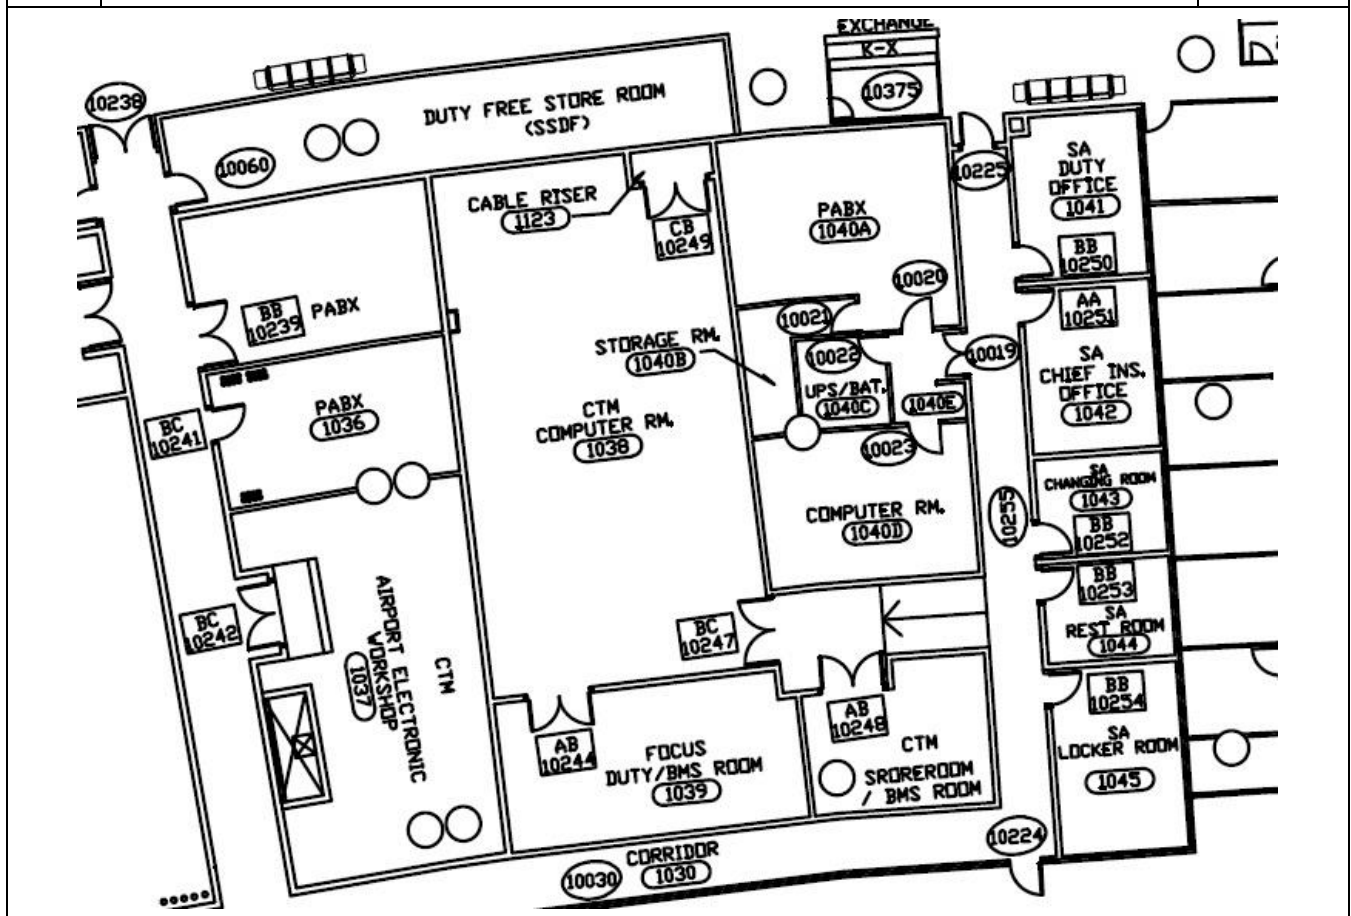 EXCHANGE
K-X
10375
10238
DUTY FREE STORE ROOM
(SSDF)
10060
10225
SA
DUTY
OFFICE
1041
CABLE RISER
1123
PABX
1040A
CB
10249
BB
10250
10020
AA
10251
BB
10239
PABX
10021
STORAGE RM.
1040B
10022
10019
SA
CHIEF INS.
OFFICE
1042
UPS/BAT.
1040C
1040E
PABX
1036
CTM
COMPUTER RM.
1038
BC
10241
10023
SA
CHANGING ROOM
1043
COMPUTER RM.
1040D
10255
BB
10252
BB
10253
SA
REST ROOM
1044
BC
10242
BC
10247
AIRPORT ELECTRONIC
WORKSHOP
1037
CTM
BB
10254
AB
10248
SA
LOCKER ROOM
1045
AB
10244
FOCUS
DUTY/BMS ROOM
1039
CTM
SROREROOM
/ BMS ROOM
10224
CORRIDOR
1030
10030